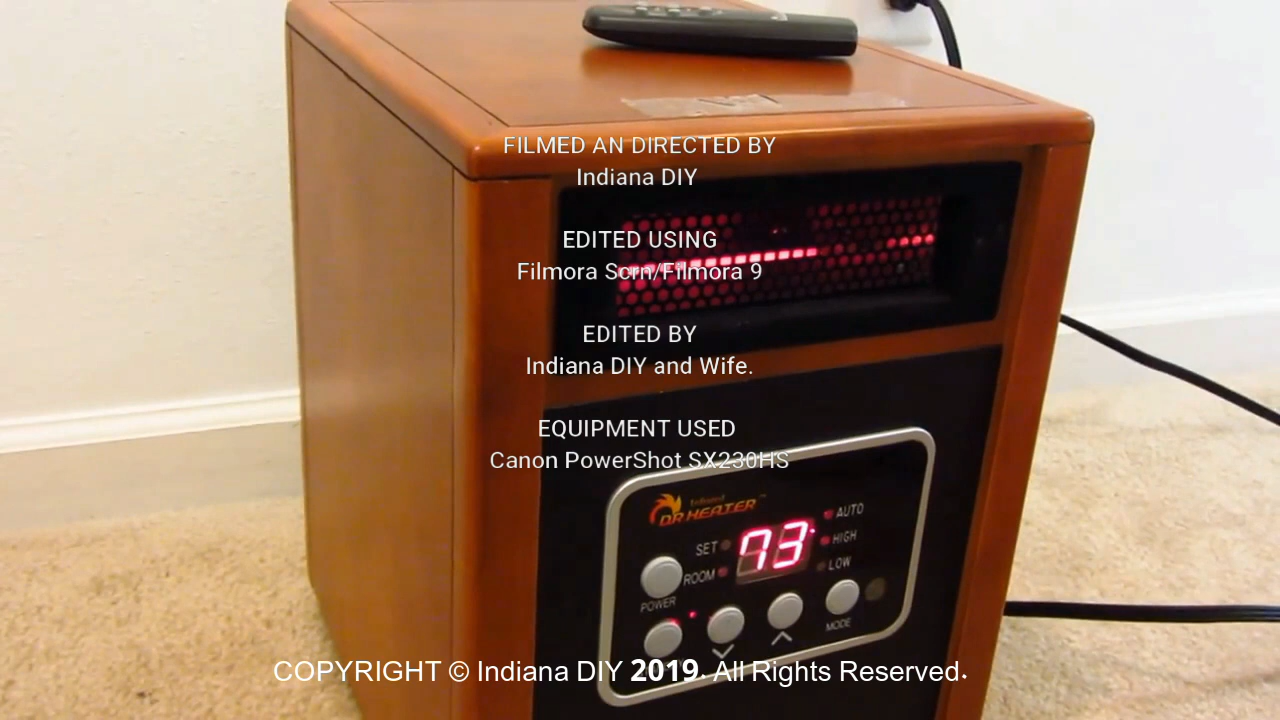 FILMED AN DIRECTED BY
Indiana DIY
EDITED USING
Filmora Scrn/Filmora 9
EDITED BY
Indiana DIY and Wife.
EQUIPMENT USED
Canon PowerShot SX230HS
Infrared
DR HEATER™
AUTO
SET
73
HIGH
ROOM
LOW
POWER
MODE
COPYRIGHT © Indiana DIY 2019. All Rights Reserved.